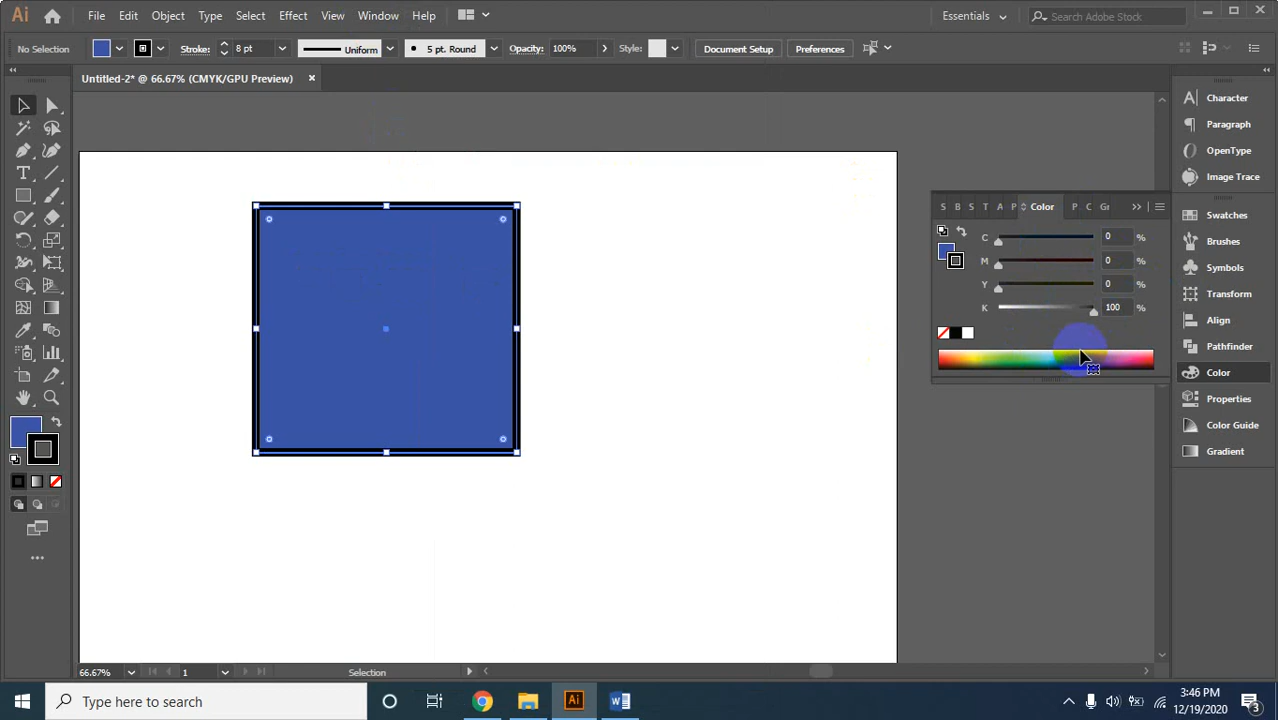 Ai File Edit Object Type Select Effect View Window Help Essentials Search Adobe Stock
No Selection Stroke: 8 pt. Uniform 5 pt. Round Opacity: 100% Style: Document Setup Preferences
Untitled-2* @ 66.67% (CMYK/GPU Preview)
Character
Paragraph
OpenType
Image Trace
S B S T A P Color P C Gr
Swatches
C 0 %
Brushes
M 0 %
Symbols
Y 0 %
Transform
K 100 %
Align
Pathfinder
Color
Properties
Color Guide
Gradient
66.67% 1 Selection
Type here to search
Ai
3:46 PM
12/19/2020
3